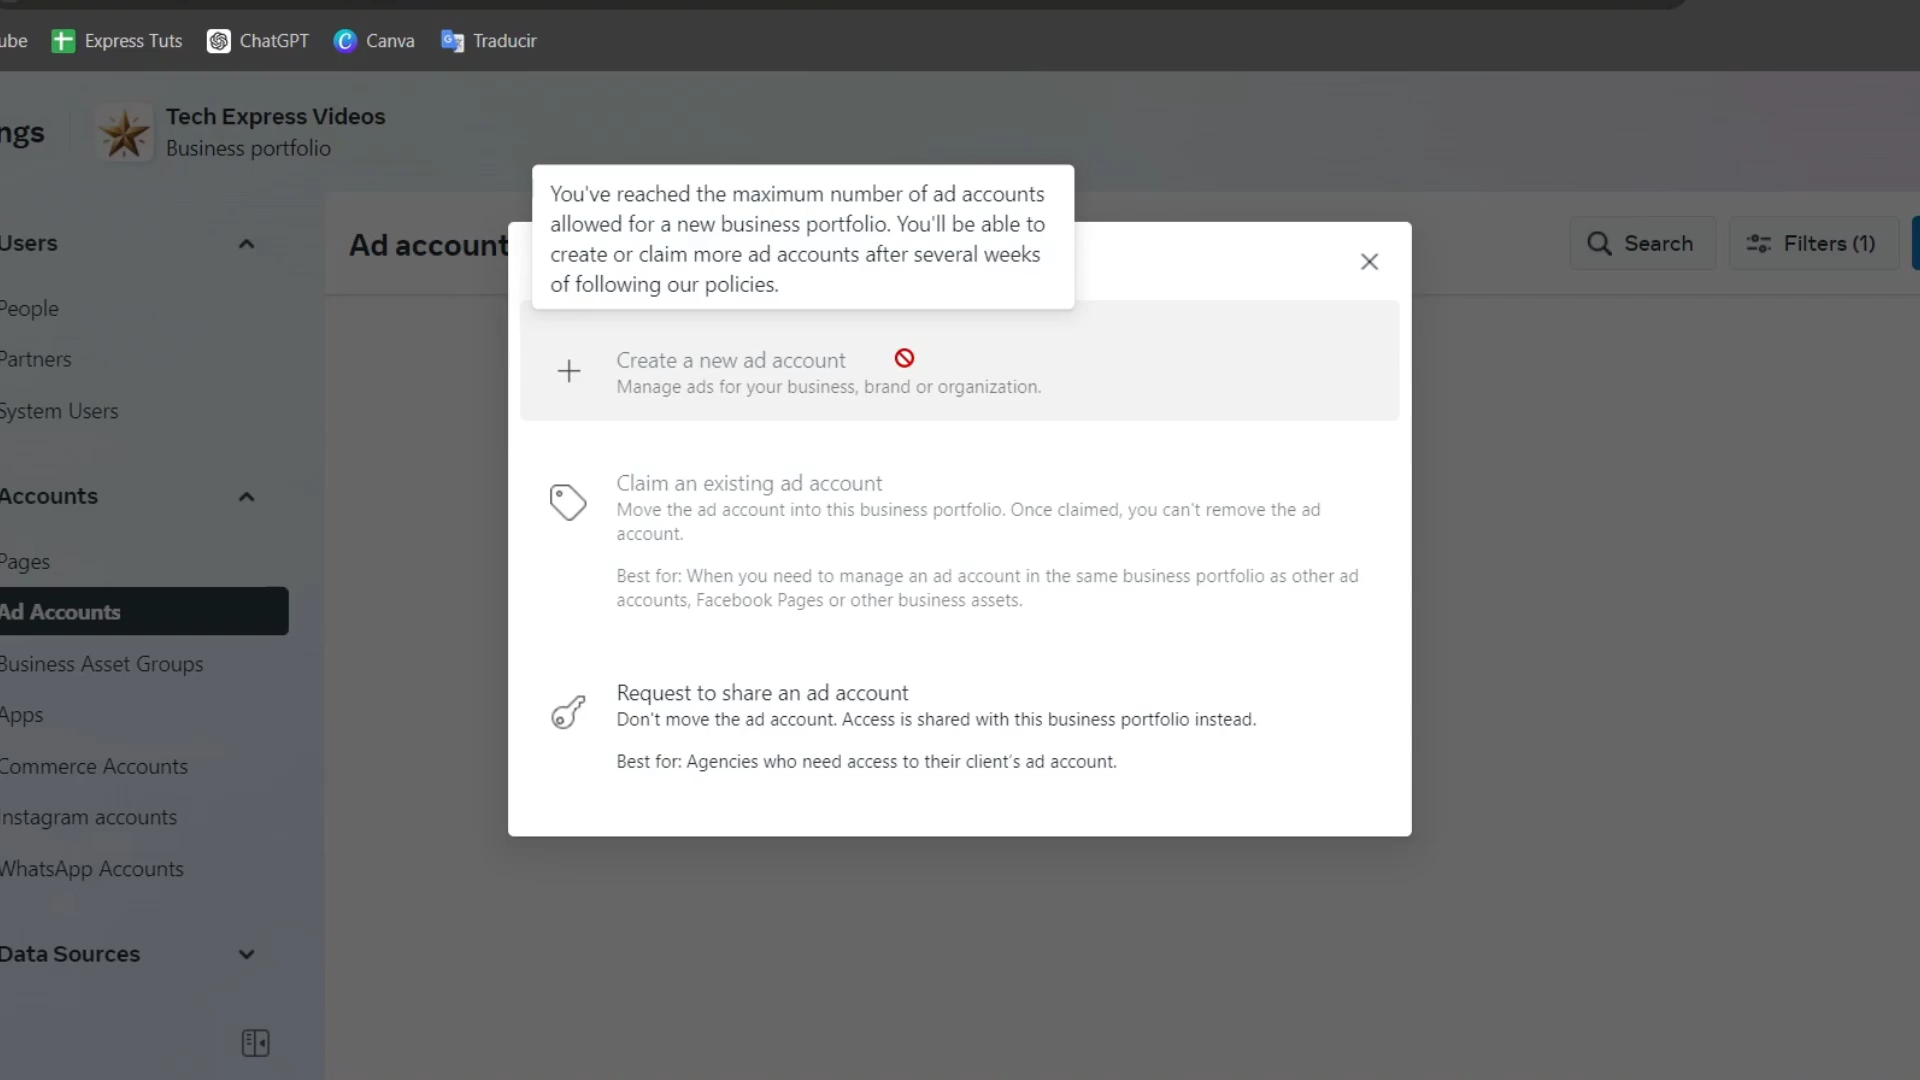 ube
Express Tuts
ChatGPT
Canva
Traducir
ngs
Tech Express Videos
Business portfolio
You've reached the maximum number of ad accounts
allowed for a new business portfolio. You'll be able to
create or claim more ad accounts after several weeks
of following our policies.
Users
Ad account
Search
Filters (1)
People
Create a new ad account
Manage ads for your business, brand or organization.
Partners
System Users
Claim an existing ad account
Move the ad account into this business portfolio. Once claimed, you can't remove the ad
account.
Best for: When you need to manage an ad account in the same business portfolio as other ad
accounts, Facebook Pages or other business assets.
Accounts
Pages
Ad Accounts
Business Asset Groups
Request to share an ad account
Don't move the ad account. Access is shared with this business portfolio instead.
Best for: Agencies who need access to their client's ad account.
Apps
Commerce Accounts
Instagram accounts
WhatsApp Accounts
Data Sources